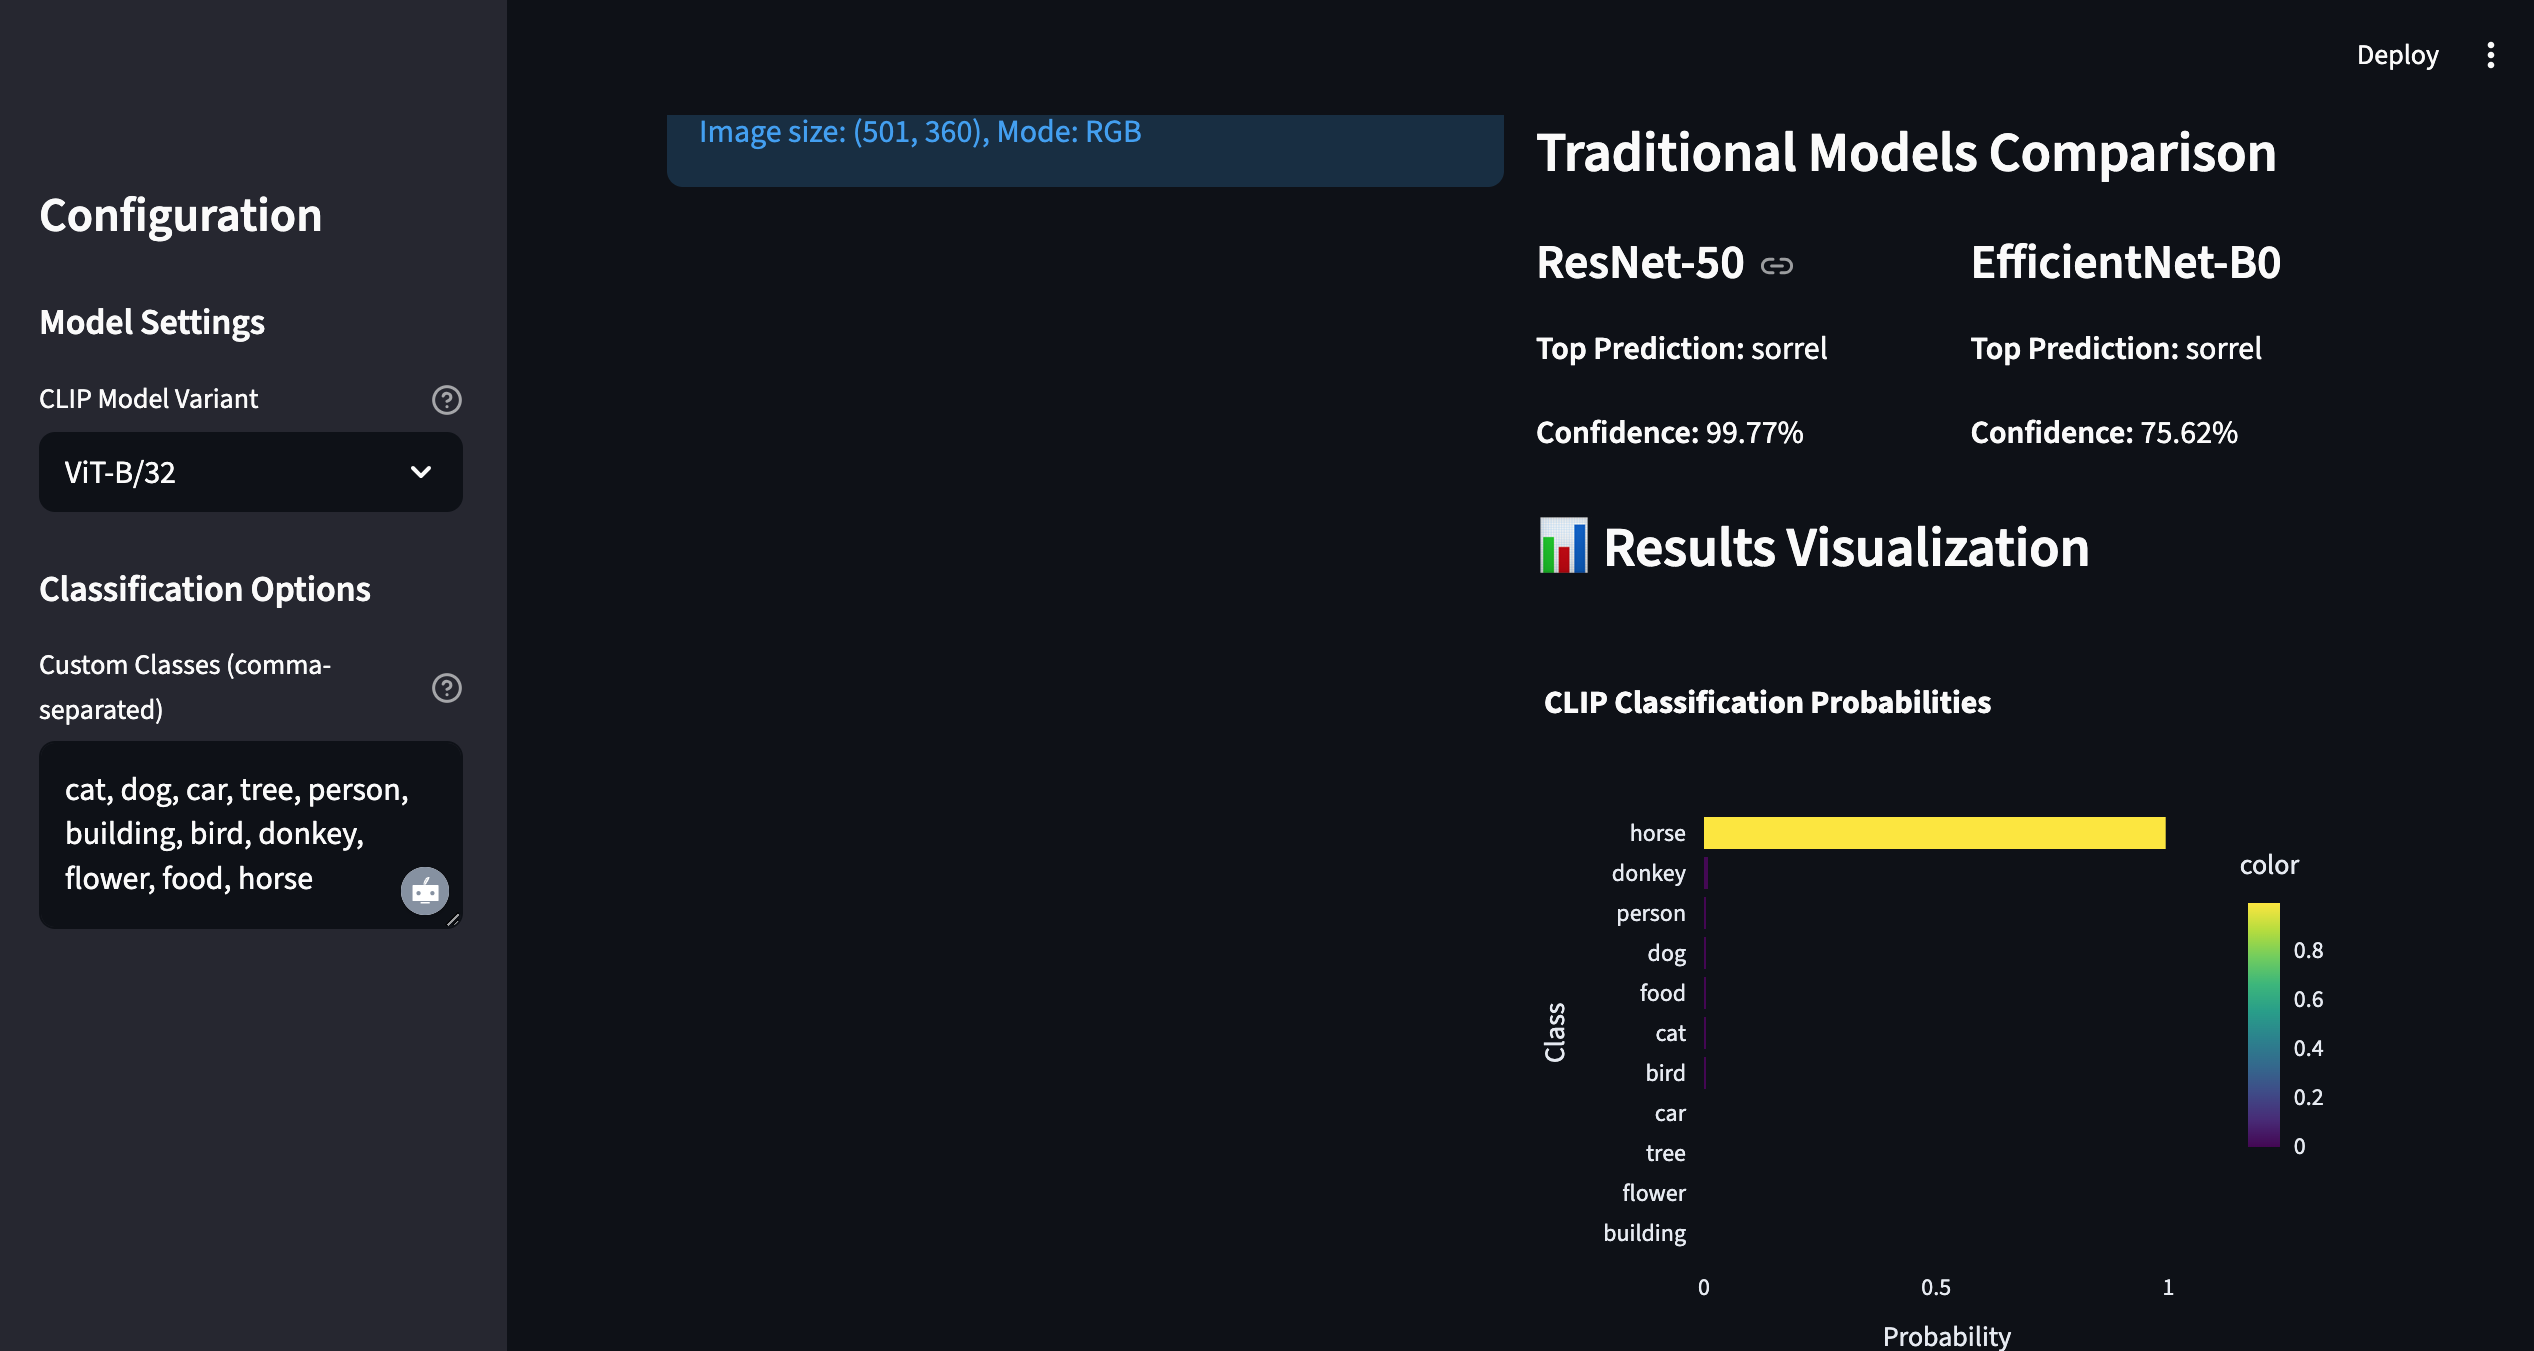 Deploy
Configuration
Model Settings
CLIP Model Variant
ViT-B/32
Classification Options
Custom Classes (comma-
separated)
cat, dog, car, tree, person,
building, bird, donkey,
flower, food, horse
Image size: (501, 360), Mode: RGB
Traditional Models Comparison
ResNet-50
Top Prediction: sorrel
Confidence: 99.77%
EfficientNet-B0
Top Prediction: sorrel
Confidence: 75.62%
Results Visualization
CLIP Classification Probabilities
Class
horse
donkey
person
dog
food
cat
bird
car
tree
flower
building
0 0.5 1
Probability
color
0.8
0.6
0.4
0.2
0